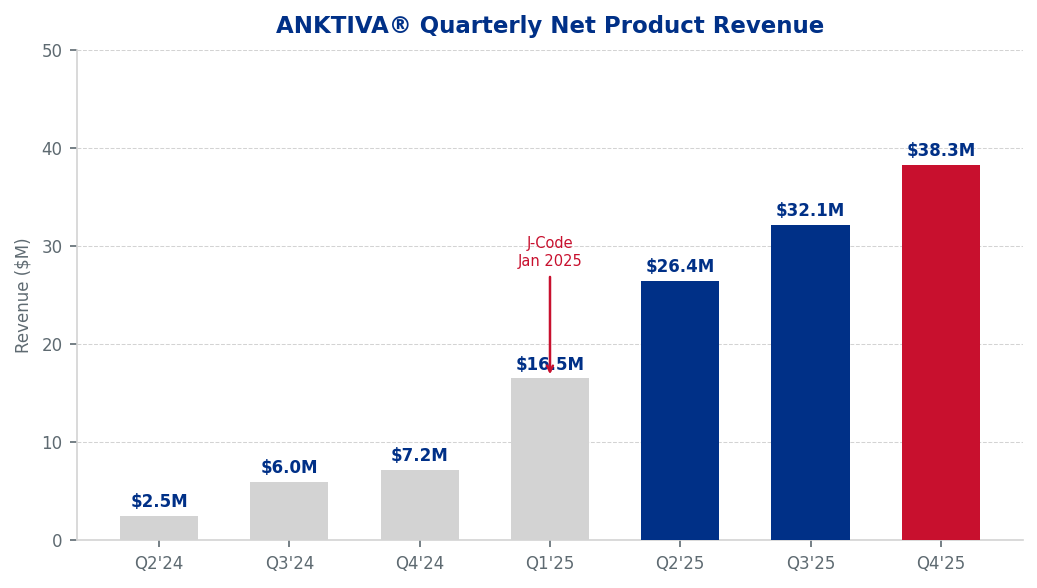 ANKTIVA® Quarterly Net Product Revenue
Revenue ($M)
50
40
30
20
10
0
$2.5M
$6.0M
$7.2M
$16.5M
J-Code
Jan 2025
$26.4M
$32.1M
$38.3M
Q2'24
Q3'24
Q4'24
Q1'25
Q2'25
Q3'25
Q4'25